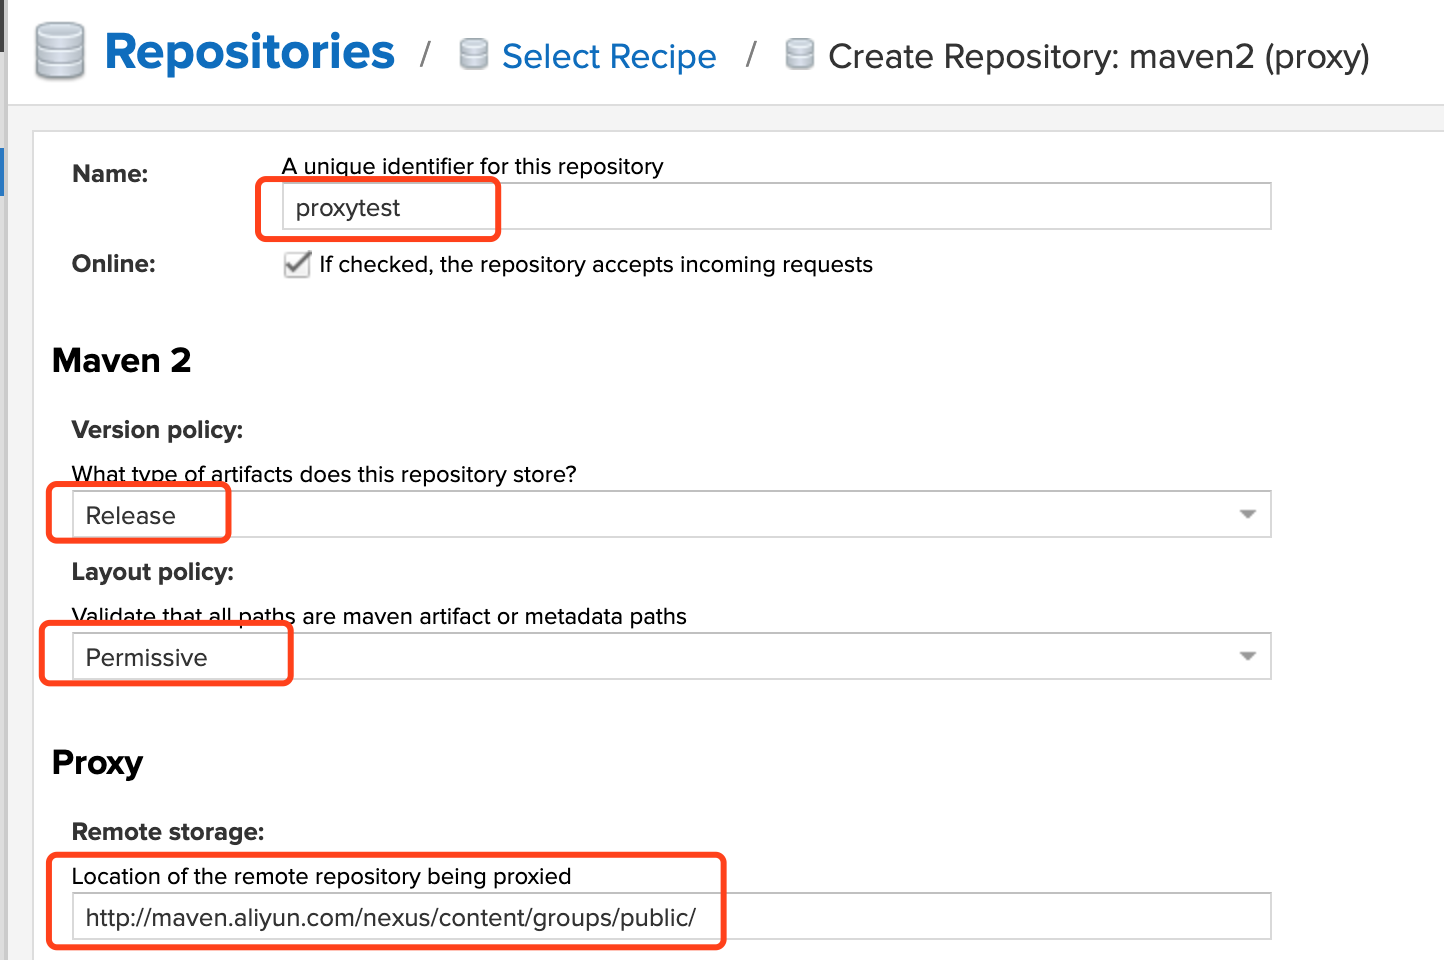 Repositories / Select Recipe / Create Repository: maven2 (proxy)
Name:
A unique identifier for this repository
proxytest
Online:
If checked, the repository accepts incoming requests
Maven 2
Version policy:
What type of artifacts does this repository store?
Release
Layout policy:
Validate that all paths are maven artifact or metadata paths
Permissive
Proxy
Remote storage:
Location of the remote repository being proxied
http://maven.aliyun.com/nexus/content/groups/public/